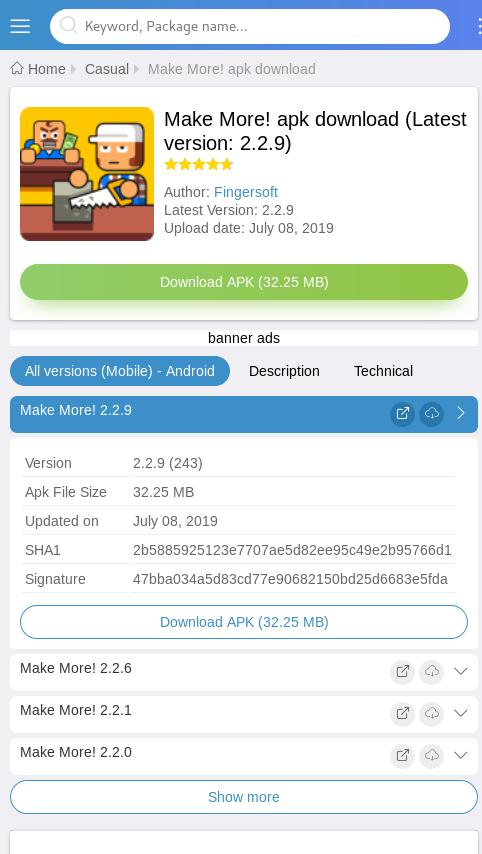 Keyword, Package name...
Home
Casual
Make More! apk download
Make More! apk download (Latest
version: 2.2.9)
Author: Fingersoft
Latest Version: 2.2.9
Upload date: July 08, 2019
Download APK (32.25 MB)
banner ads
All versions (Mobile) - Android
Description
Technical
Make More! 2.2.9
Version 2.2.9 (243)
Apk File Size 32.25 MB
Updated on July 08, 2019
SHA1 2b5885925123e7707ae5d82ee95c49e2b95766d1
Signature 47bba034a5d83cd77e90682150bd25d6683e5fda
Download APK (32.25 MB)
Make More! 2.2.6
Make More! 2.2.1
Make More! 2.2.0
Show more